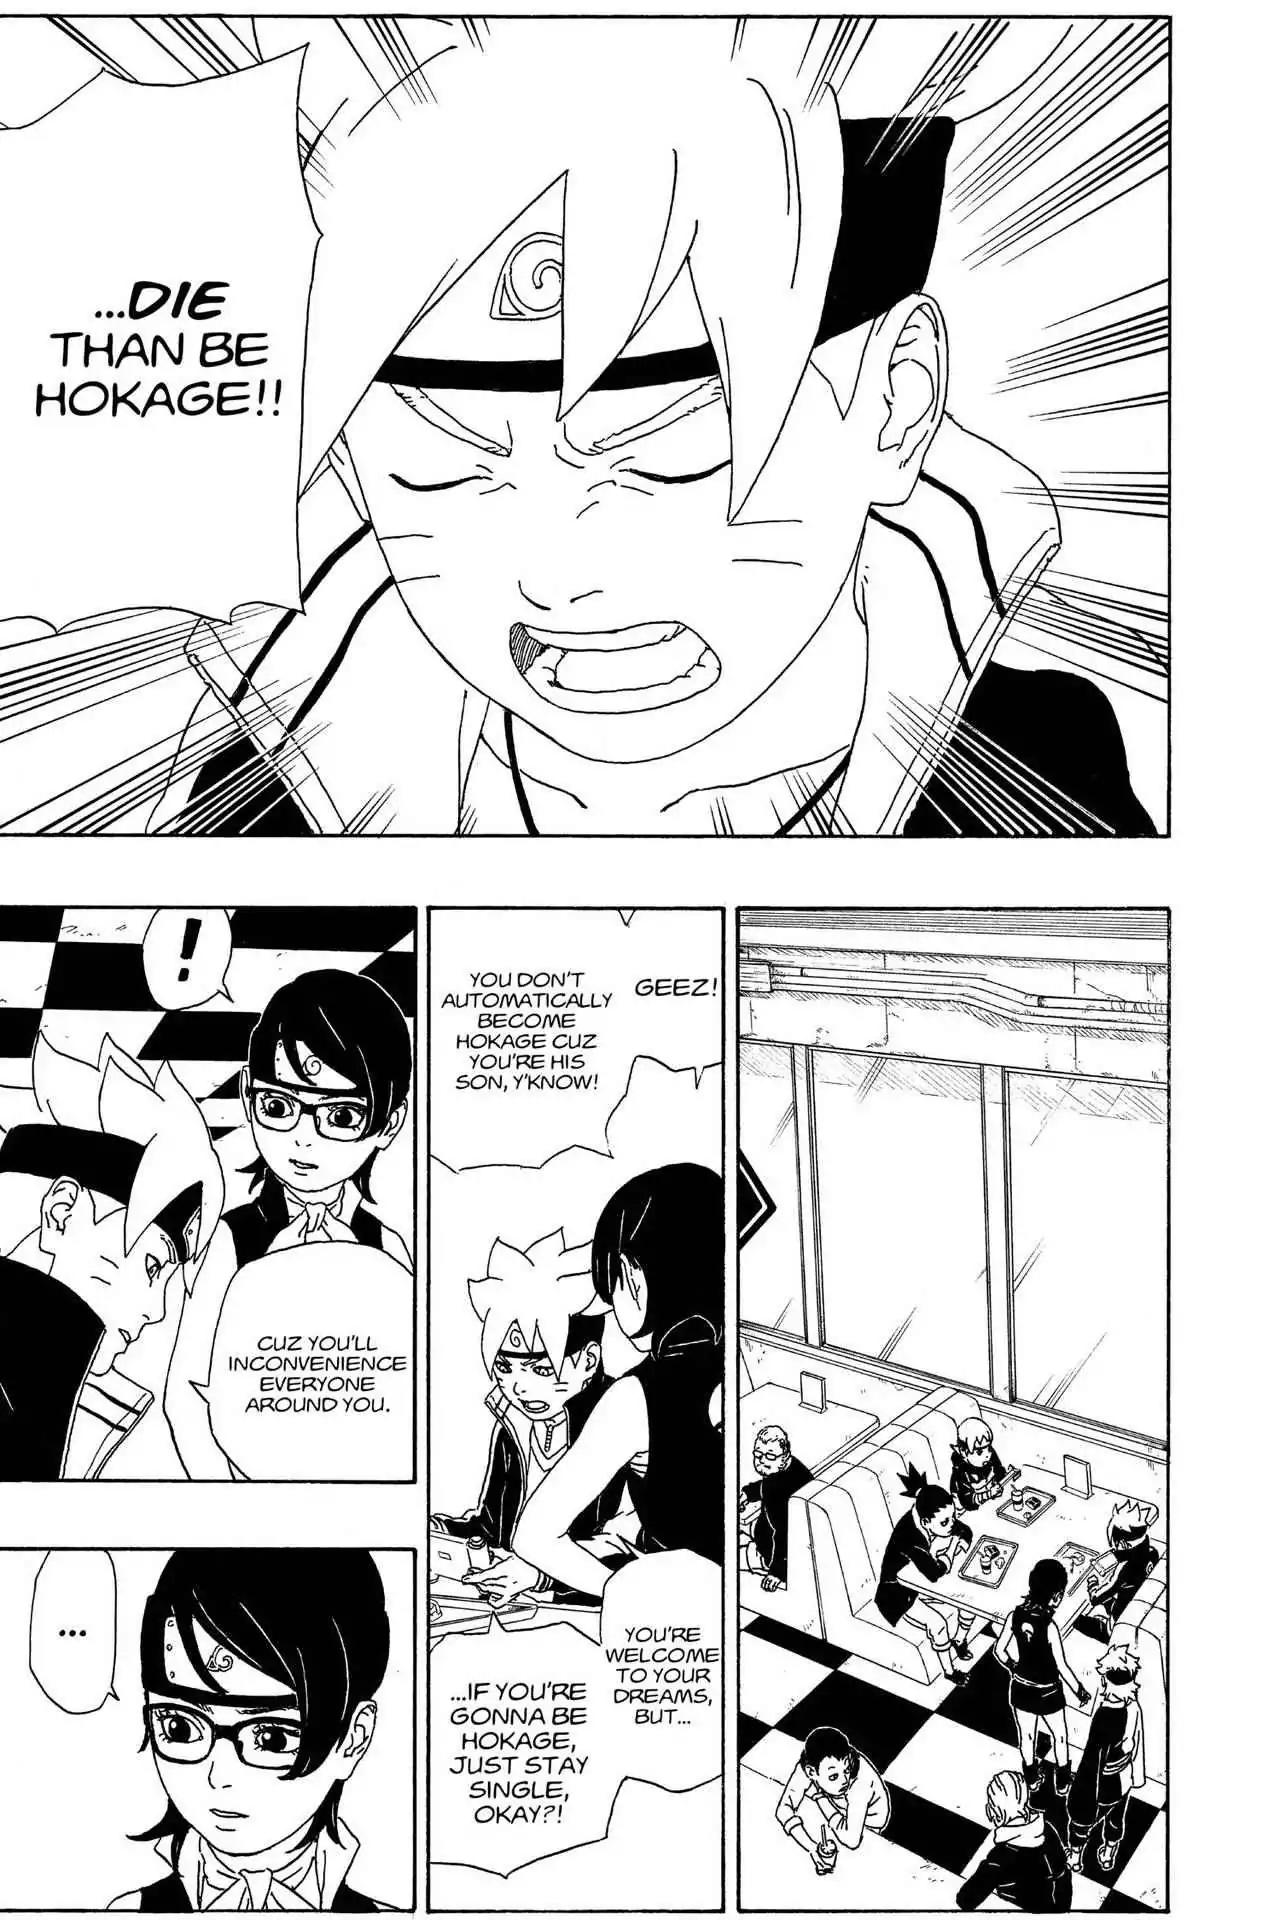 ...DIE
THAN BE
HOKAGE!!
GEEZ!
YOU DON'T
AUTOMATICALLY
BECOME
HOKAGE CUZ
YOU'RE HIS
SON, Y'KNOW!
YOU'RE
WELCOME
TO YOUR
DREAMS,
BUT...
...IF YOU'RE
GONNA BE
HOKAGE,
JUST STAY
SINGLE,
OKAY?!
!
CUZ YOU'LL
INCONVENIENCE
EVERYONE
AROUND YOU.
...